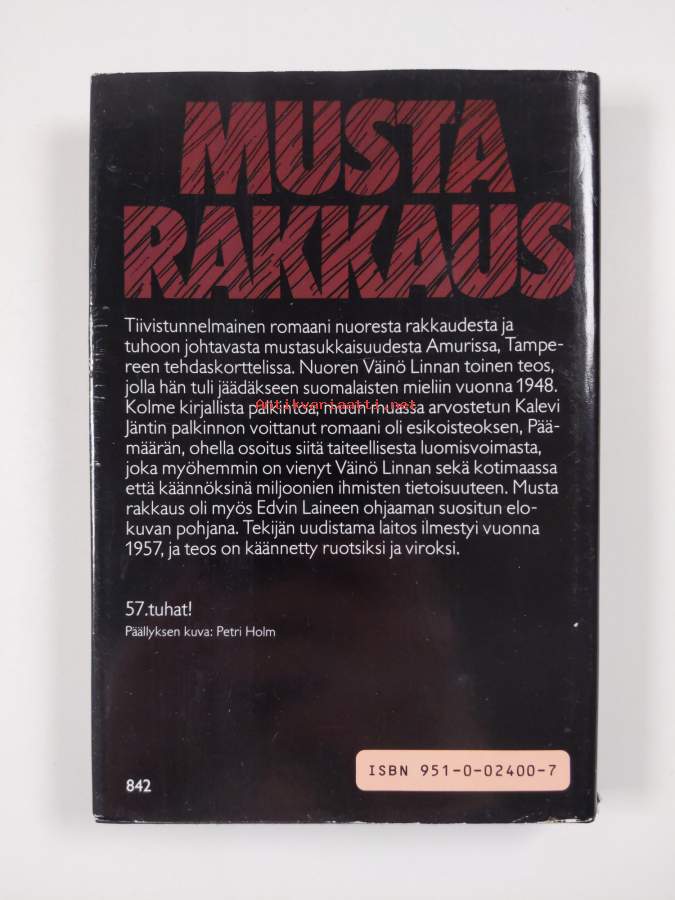 MUSTA
RAKKAUS
Tiivistunnelmainen romaani nuoresta rakkaudesta ja
tuhoon johtavasta mustasukkaisuudesta Amurissa, Tampe-
reen tehdaskorttelissa. Nuoren Väinö Linnan toinen teos,
jolla hän tuli jäädäkseen suomalaisten mieliin vuonna 1948.
Kolme kirjallista palkintoa, muun muassa arvostetun Kalevi
Jäntin palkinnon voittanut romaani oli esikoisteoksen, Pää-
määrän, ohella osoitus siitä taiteellisesta luomisvoimasta,
joka myöhemmin on vienyt Väinö Linnan sekä kotimaassa
että käännöksinä miljoonien ihmisten tietoisuuteen. Musta
rakkaus oli myös Edvin Laineen ohjaaman suositun elo-
kuvan pohjana. Tekijän uudistama laitos ilmestyi vuonna
1957, ja teos on käännetty ruotsiksi ja viroksi.
57.tuhat!
Päällyksen kuva: Petri Holm
842
ISBN 951-0-02400-7
Antikvariaatti.net